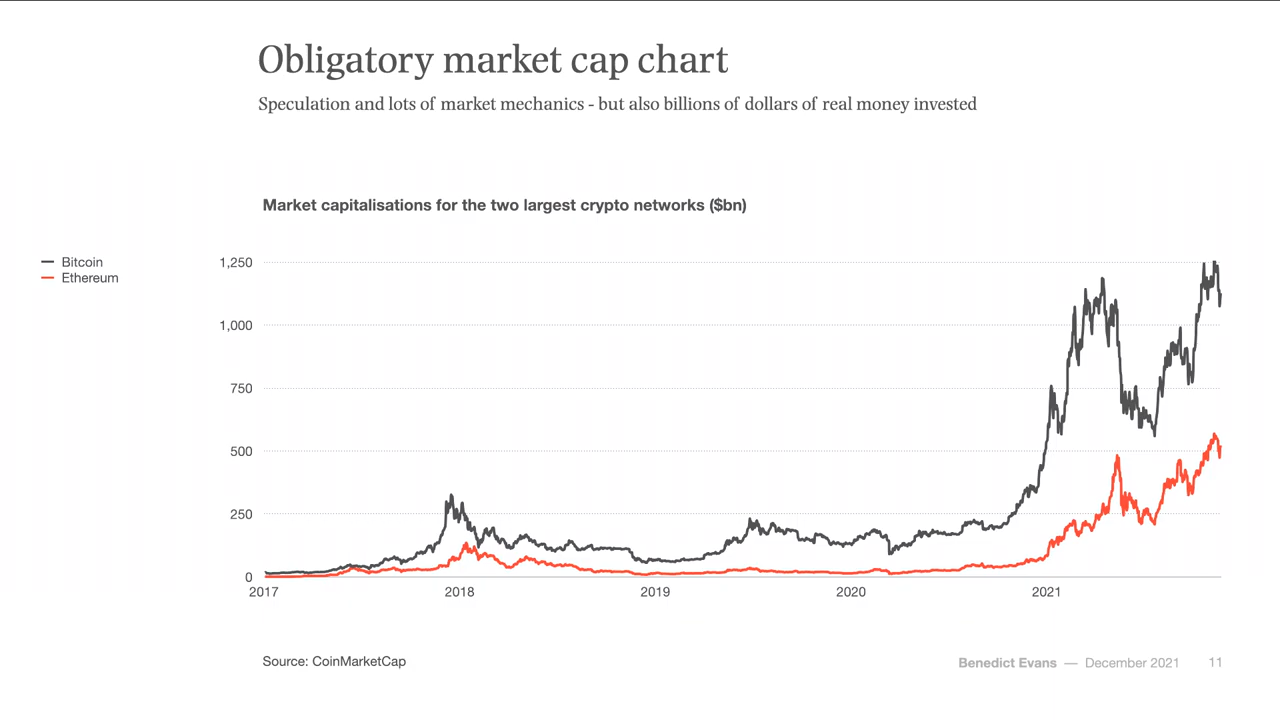 Obligatory market cap chart
Speculation and lots of market mechanics - but also billions of dollars of real money invested
Market capitalisations for the two largest crypto networks ($bn)
Bitcoin
Ethereum
1,250
1,000
750
500
250
0
2017 2018 2019 2020 2021
Source: CoinMarketCap
Benedict Evans — December 2021 11